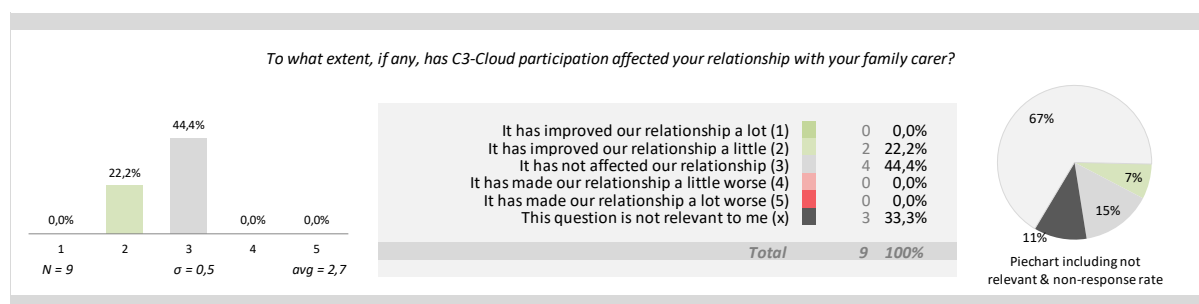 To what extent, if any, has C3-Cloud participation affected your relationship with your family carer?
44,4%
22,2%
0,0%
0,0%
0,0%
1 2 3 4 5
N = 9 σ = 0,5 avg = 2,7
It has improved our relationship a lot (1) 0 0,0%
It has improved our relationship a little (2) 2 22,2%
It has not affected our relationship (3) 4 44,4%
It has made our relationship a little worse (4) 0 0,0%
It has made our relationship a lot worse (5) 0 0,0%
This question is not relevant to me (x) 3 33,3%
Total 9 100%
67%
7%
15%
11%
Piechart including not
relevant & non-response rate